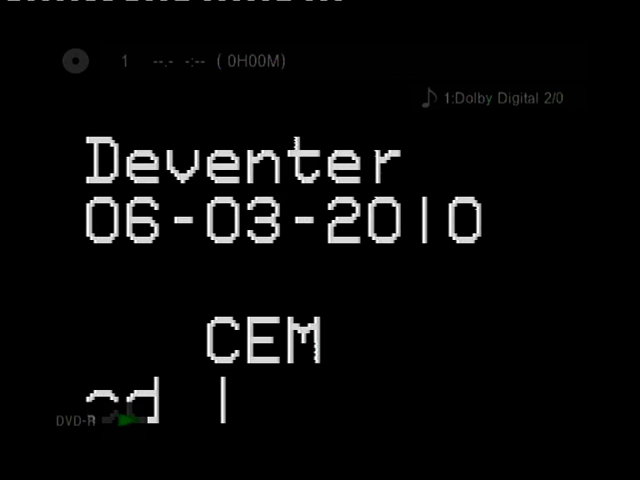 1 --.- -:-- ( 0H00M)
1:Dolby Digital 2/0
Deventer
06-03-2010
CEM
DVD-R